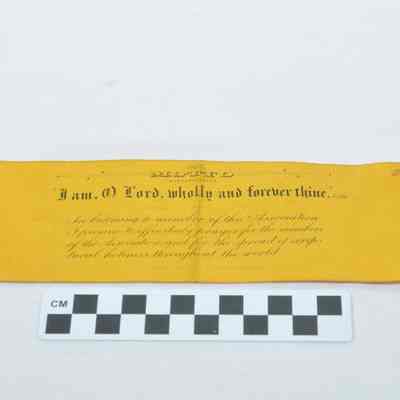 MOTTO.
I am, O Lord, wholly and forever thine.
In becoming a member of this Association
I promise to offer daily prayer for the members
of the Association and for the spread of scrip-
tural holiness throughout the world
CM